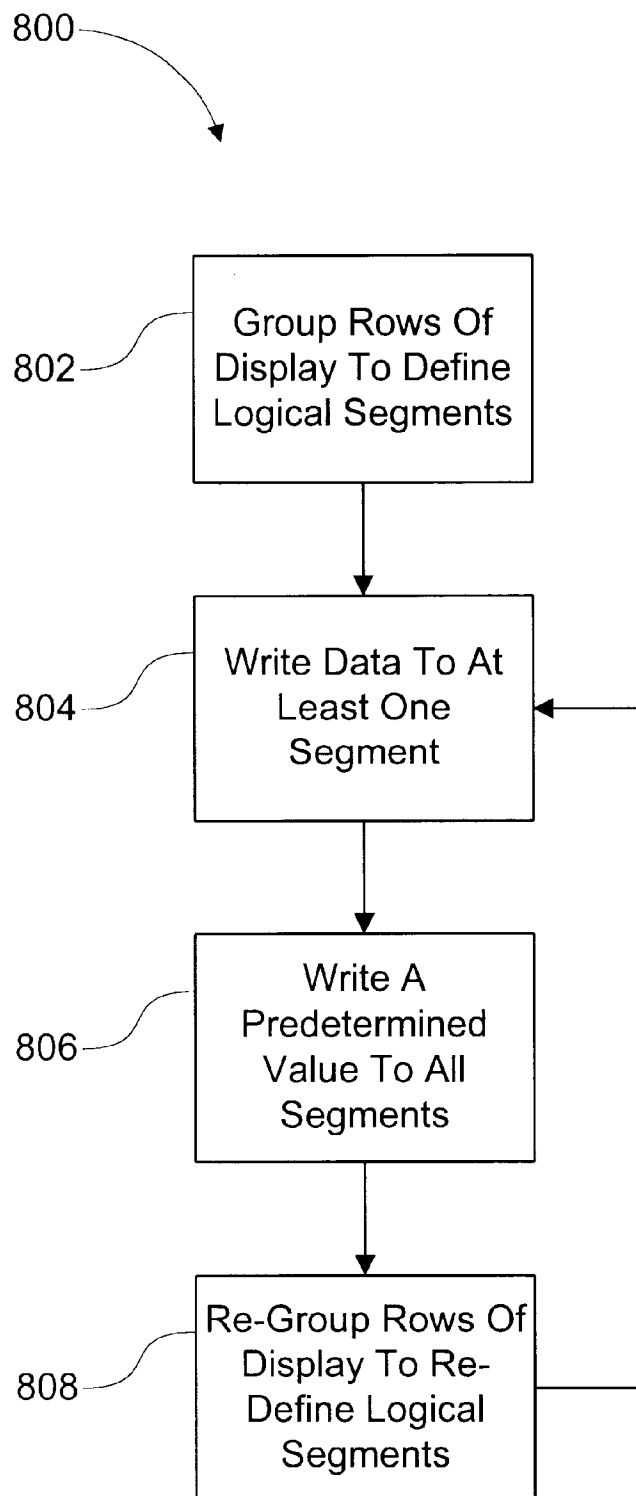 800
802
Group Rows Of
Display To Define
Logical Segments
804
Write Data To At
Least One
Segment
806
Write A
Predetermined
Value To All
Segments
808
Re-Group Rows Of
Display To Re-
Define Logical
Segments